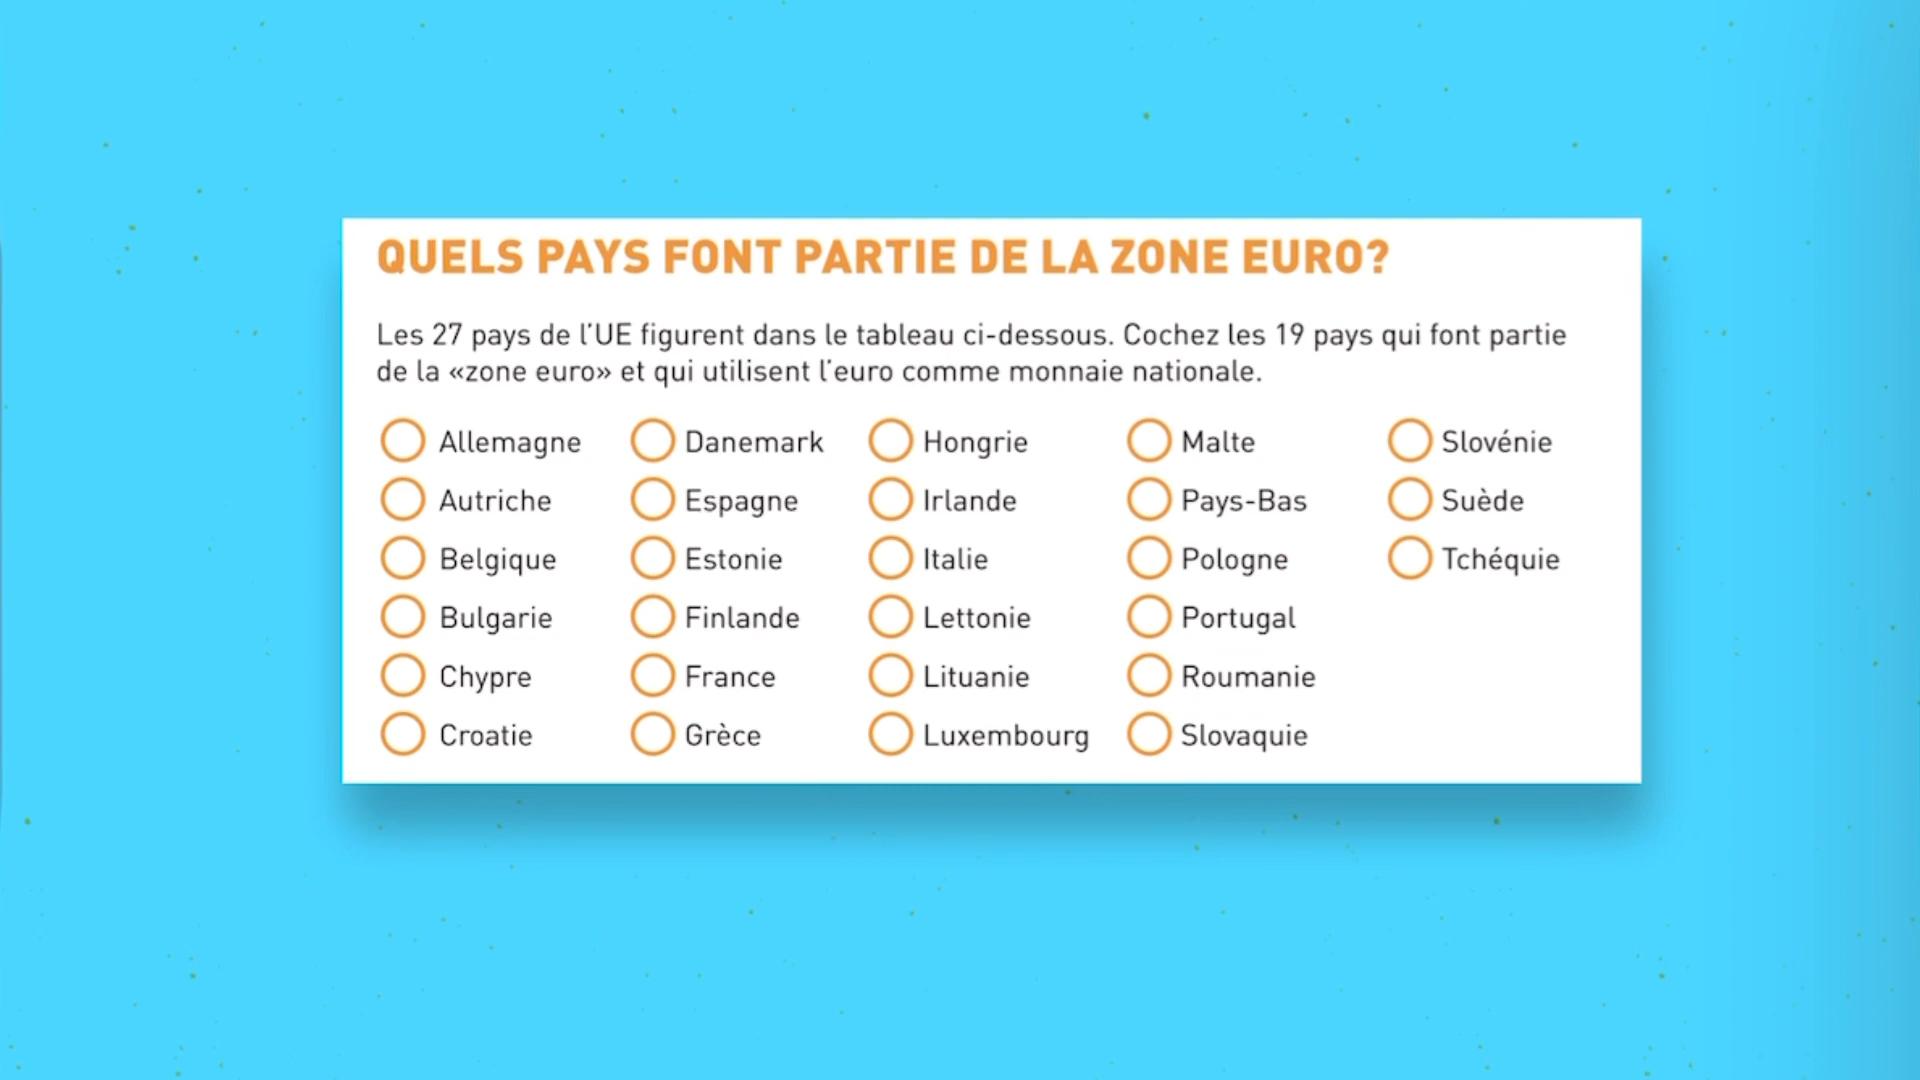 QUELS PAYS FONT PARTIE DE LA ZONE EURO?
Les 27 pays de l'UE figurent dans le tableau ci-dessous. Cochez les 19 pays qui font partie
de la «zone euro» et qui utilisent l'euro comme monnaie nationale.
Allemagne
Autriche
Belgique
Bulgarie
Chypre
Croatie
Danemark
Espagne
Estonie
Finlande
France
Grèce
Hongrie
Irlande
Italie
Lettonie
Lituanie
Luxembourg
Malte
Pays-Bas
Pologne
Portugal
Roumanie
Slovaquie
Slovénie
Suède
Tchéquie